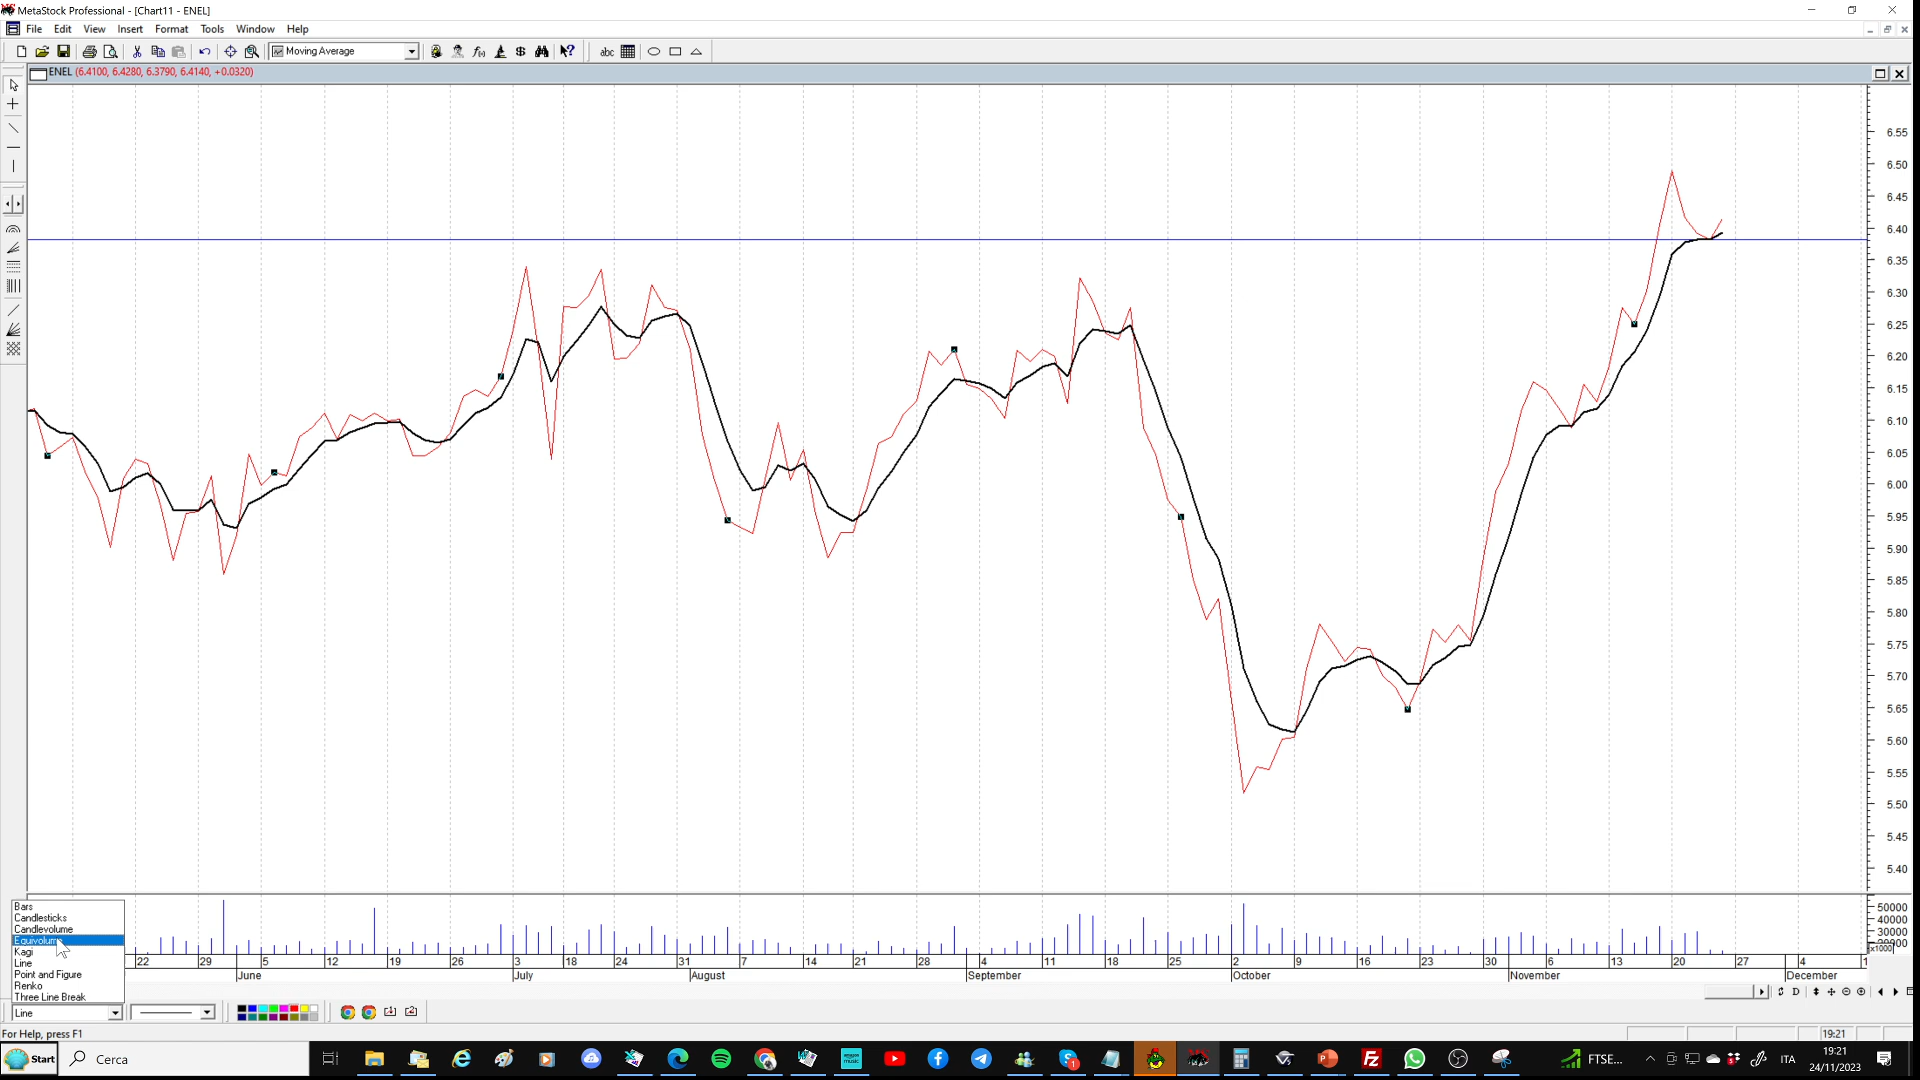 MetaStock Professional - [Chart11 - ENEL]
File Edit View Insert Format Tools Window Help
Moving Average
abc
ENEL (6.4100, 6.4280, 6.3790, 6.4140, +0.0320)
6.55
6.50
6.45
6.40
6.35
6.30
6.25
6.20
6.15
6.10
6.05
6.00
5.95
5.90
5.85
5.80
5.75
5.70
5.65
5.60
5.55
5.50
5.45
5.40
50000
40000
30000
x1000
Bars
Candlesticks
Candlevolume
Equivolume
Kagi
Line
Point and Figure
Renko
Three Line Break
22 29 5 12 19 26 3 18 24 31 7 14 21 28 4 11 18 25 2 9 16 23 30 6 13 20 27 4 1
June July August September October November December
Line
For Help, press F1
19:21
Start
Cerca
FTSE...
ITA
19:21
24/11/2023